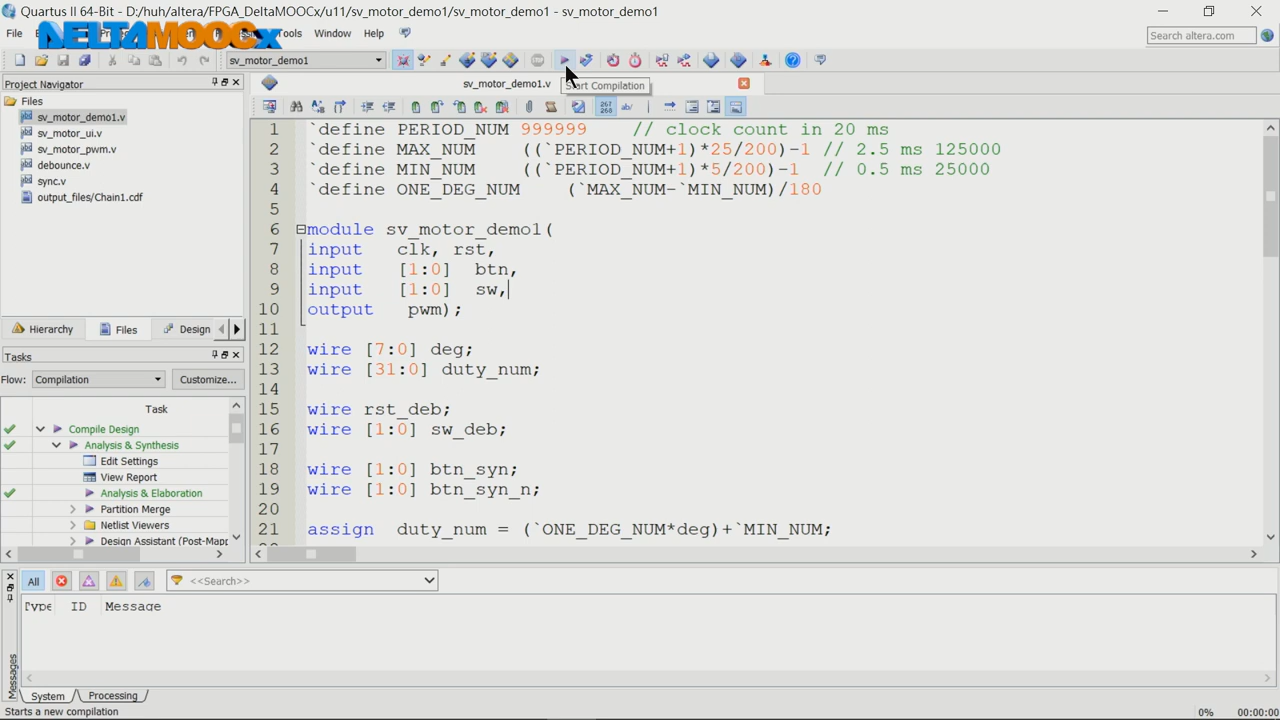 Quartus II 64-Bit - D:/huh/altera/FPGA_DeltaMOOCx/u11/sv_motor_demo1/sv_motor_demo1 - sv_motor_demo1
File
Tools Window Help
DELTAMOOCx
Search altera.com
sv_motor_demo1
Project Navigator
sv_motor_demo1.v
Start Compilation
Files
sv_motor_demo1.v
sv_motor_ui.v
sv_motor_pwm.v
debounce.v
sync.v
output_files/Chain1.cdf
Hierarchy Files Design
Tasks
Flow: Compilation Customize...
Task
Compile Design
Analysis & Synthesis
Edit Settings
View Report
Analysis & Elaboration
Partition Merge
Netlist Viewers
Design Assistant (Post-Mapp
267
268
ab/
1 `define PERIOD_NUM 999999 // clock count in 20 ms
2 `define MAX_NUM ((`PERIOD_NUM+1)*25/200)-1 // 2.5 ms 125000
3 `define MIN_NUM ((`PERIOD_NUM+1)*5/200)-1 // 0.5 ms 25000
4 `define ONE_DEG_NUM (`MAX_NUM-`MIN_NUM)/180
5
6 module sv_motor_demo1(
7 input clk, rst,
8 input [1:0] btn,
9 input [1:0] sw,
10 output pwm);
11
12 wire [7:0] deg;
13 wire [31:0] duty_num;
14
15 wire rst_deb;
16 wire [1:0] sw_deb;
17
18 wire [1:0] btn_syn;
19 wire [1:0] btn_syn_n;
20
21 assign duty_num = (`ONE_DEG_NUM*deg)+`MIN_NUM;
All <<Search>>
Type ID Message
Messages
System Processing
Starts a new compilation
0% 00:00:00